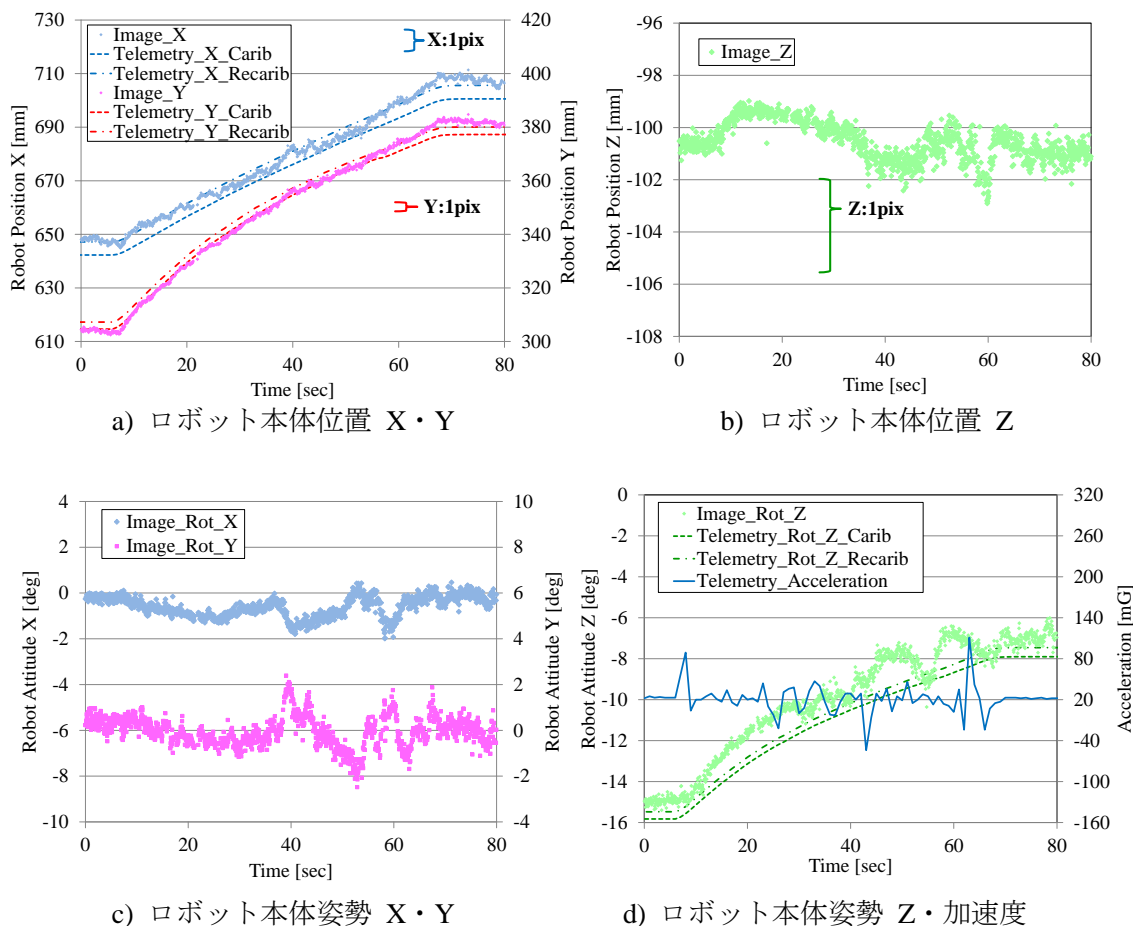 730
710
690
670
650
630
610
Robot Position X [mm]
Image_X
Telemetry_X_Carib
Telemetry_X_Recarib
Image_Y
Telemetry_Y_Carib
Telemetry_Y_Recarib
X:1pix
Y:1pix
420
400
380
360
340
320
300
Robot Position Y [mm]
0 20 40 60 80
Time [sec]
a) ロボット本体位置 X・Y
-96
-98
-99
-100
-102
-104
-106
-108
Robot Position Z [mm]
Image_Z
Z:1pix
0 20 40 60 80
Time [sec]
b) ロボット本体位置 Z
4
2
0
-2
-4
-6
-8
-10
Robot Attitude X [deg]
Image_Rot_X
Image_Rot_Y
10
8
6
4
2
0
-2
-4
Robot Attitude Y [deg]
0 20 40 60 80
Time [sec]
c) ロボット本体姿勢 X・Y
0
-2
-4
-6
-8
-10
-12
-14
-16
Robot Attitude Z [deg]
Image_Rot_Z
Telemetry_Rot_Z_Carib
Telemetry_Rot_Z_Recarib
Telemetry_Acceleration
320
260
200
140
80
20
-40
-100
-160
Acceleration [mG]
0 20 40 60 80
Time [sec]
d) ロボット本体姿勢 Z・加速度